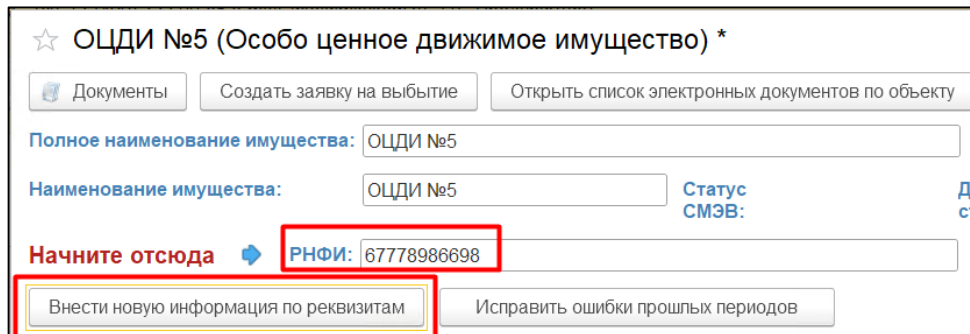 ОЦДИ №5 (Особо ценное движимое имущество) *
Документы Создать заявку на выбытие Открыть список электронных документов по объекту
Полное наименование имущества: ОЦДИ №5
Наименование имущества: ОЦДИ №5 Статус
СМЭВ:
Начните отсюда РНФИ: 67778986698
Внести новую информация по реквизитам Исправить ошибки прошлых периодов